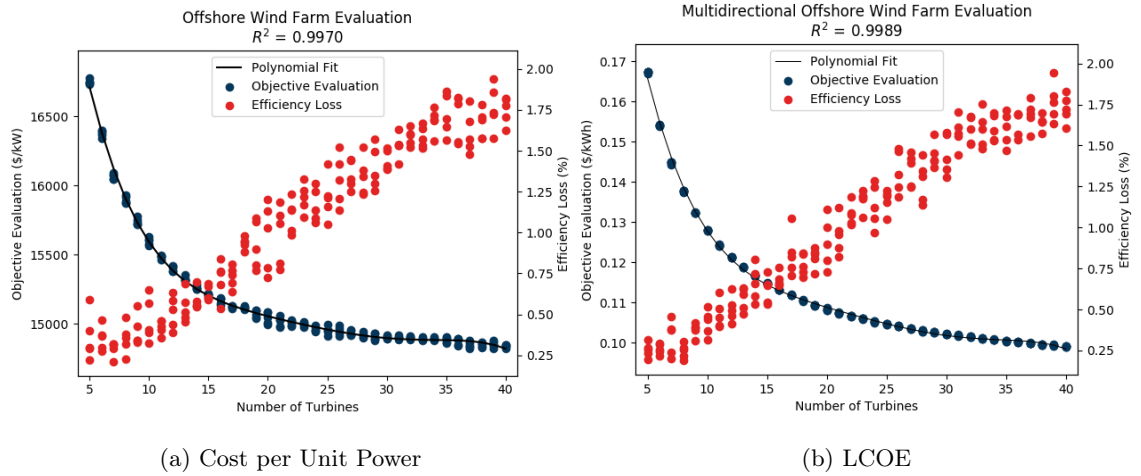 Offshore Wind Farm Evaluation
R² = 0.9970
Polynomial Fit
Objective Evaluation
Efficiency Loss
Objective Evaluation ($/kW)
16500
16000
15500
15000
Efficiency Loss (%)
2.00
1.75
1.50
1.25
1.00
0.75
0.50
0.25
5 10 15 20 25 30 35 40
Number of Turbines
(a) Cost per Unit Power
Multidirectional Offshore Wind Farm Evaluation
R² = 0.9989
Polynomial Fit
Objective Evaluation
Efficiency Loss
Objective Evaluation ($/kWh)
0.17
0.16
0.15
0.14
0.13
0.12
0.11
0.10
Efficiency Loss (%)
2.00
1.75
1.50
1.25
1.00
0.75
0.50
0.25
5 10 15 20 25 30 35 40
Number of Turbines
(b) LCOE